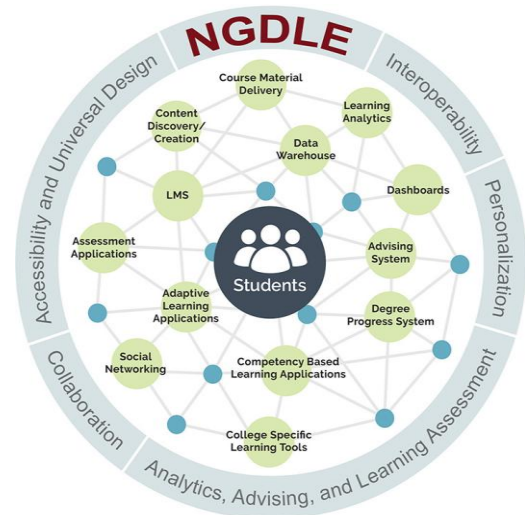 NGDLE
Accessibility and Universal Design
Interoperability
Personalization
Analytics, Advising, and Learning Assessment
Collaboration
Course Material
Delivery
Content
Discovery/
Creation
Learning
Analytics
Data
Warehouse
LMS
Dashboards
Assessment
Applications
Students
Advising
System
Adaptive
Learning
Applications
Degree
Progress System
Social
Networking
Competency Based
Learning Applications
College Specific
Learning Tools